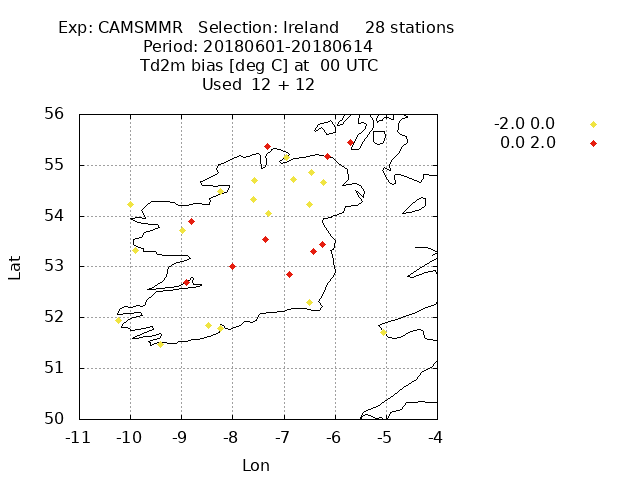 Exp: CAMSMMR   Selection: Ireland     28 stations
Period: 20180601-20180614
Td2m bias [deg C] at  00 UTC
Used  12 + 12
-2.0 0.0
0.0 2.0
56
55
54
53
52
51
50
Lat
-11 -10 -9 -8 -7 -6 -5 -4
Lon